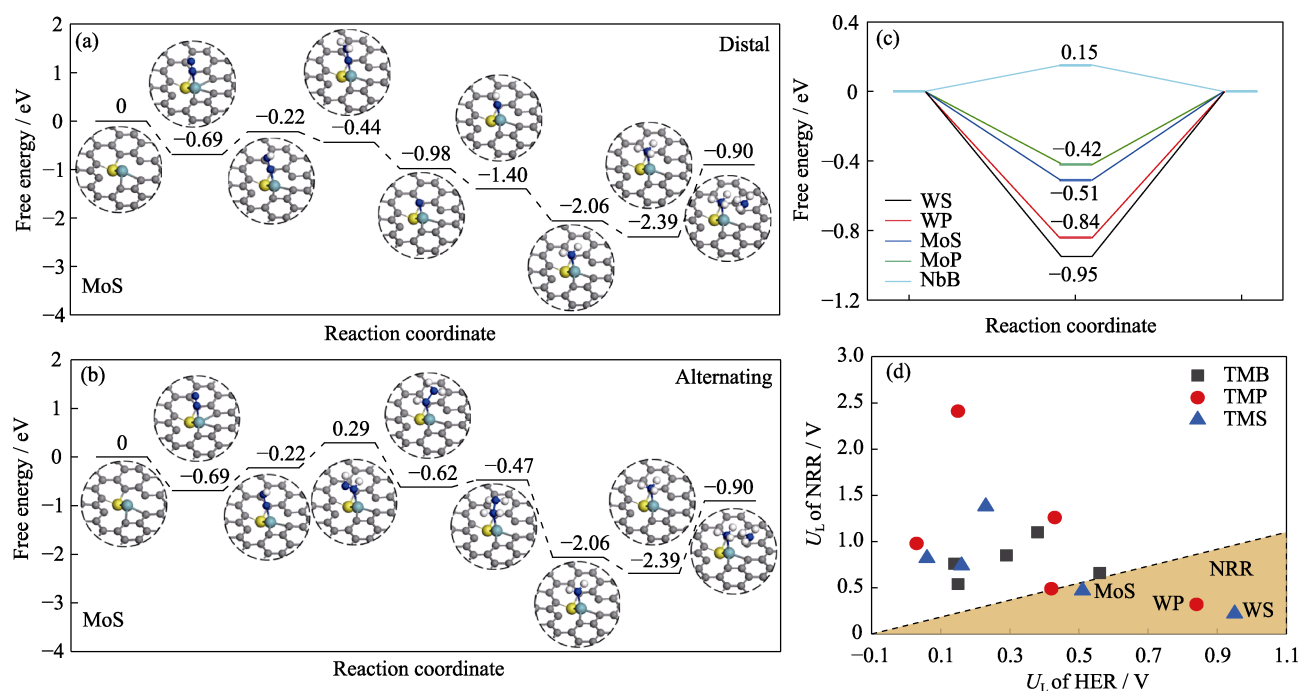 (a)
Distal
Free energy / eV
2
1
0
−1
−2
−3
−4
0
−0.69
−0.22
−0.44
−0.98
−1.40
−2.06
−2.39
−0.90
MoS
Reaction coordinate
(b)
Alternating
Free energy / eV
2
1
0
−1
−2
−3
−4
0
−0.69
−0.22
0.29
−0.62
−0.47
−2.06
−2.39
−0.90
MoS
Reaction coordinate
(c)
Free energy / eV
0.4
0
−0.4
−0.8
−1.2
0.15
−0.42
−0.51
−0.84
−0.95
WS
WP
MoS
MoP
NbB
Reaction coordinate
(d)
U_L of NRR / V
3.0
2.5
2.0
1.5
1.0
0.5
0
TMB
TMP
TMS
NRR
MoS
WP
WS
−0.1 0.1 0.3 0.5 0.7 0.9 1.1
U_L of HER / V